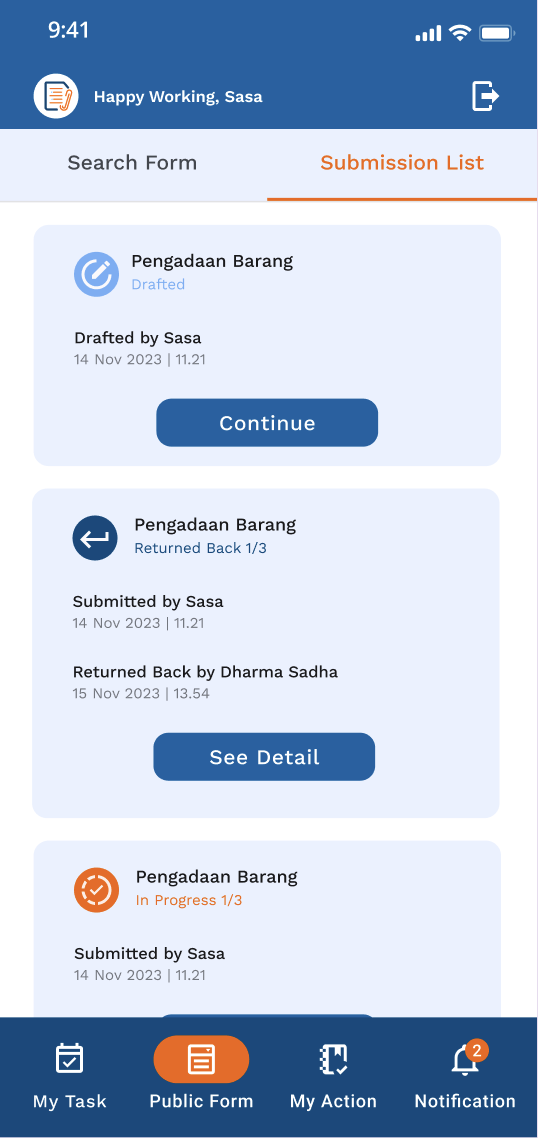 9:41
Happy Working, Sasa
Search Form
Submission List
Pengadaan Barang
Drafted
Drafted by Sasa
14 Nov 2023 | 11.21
Continue
Pengadaan Barang
Returned Back 1/3
Submitted by Sasa
14 Nov 2023 | 11.21
Returned Back by Dharma Sadha
15 Nov 2023 | 13.54
See Detail
Pengadaan Barang
In Progress 1/3
Submitted by Sasa
14 Nov 2023 | 11.21
2
My Task
Public Form
My Action
Notification